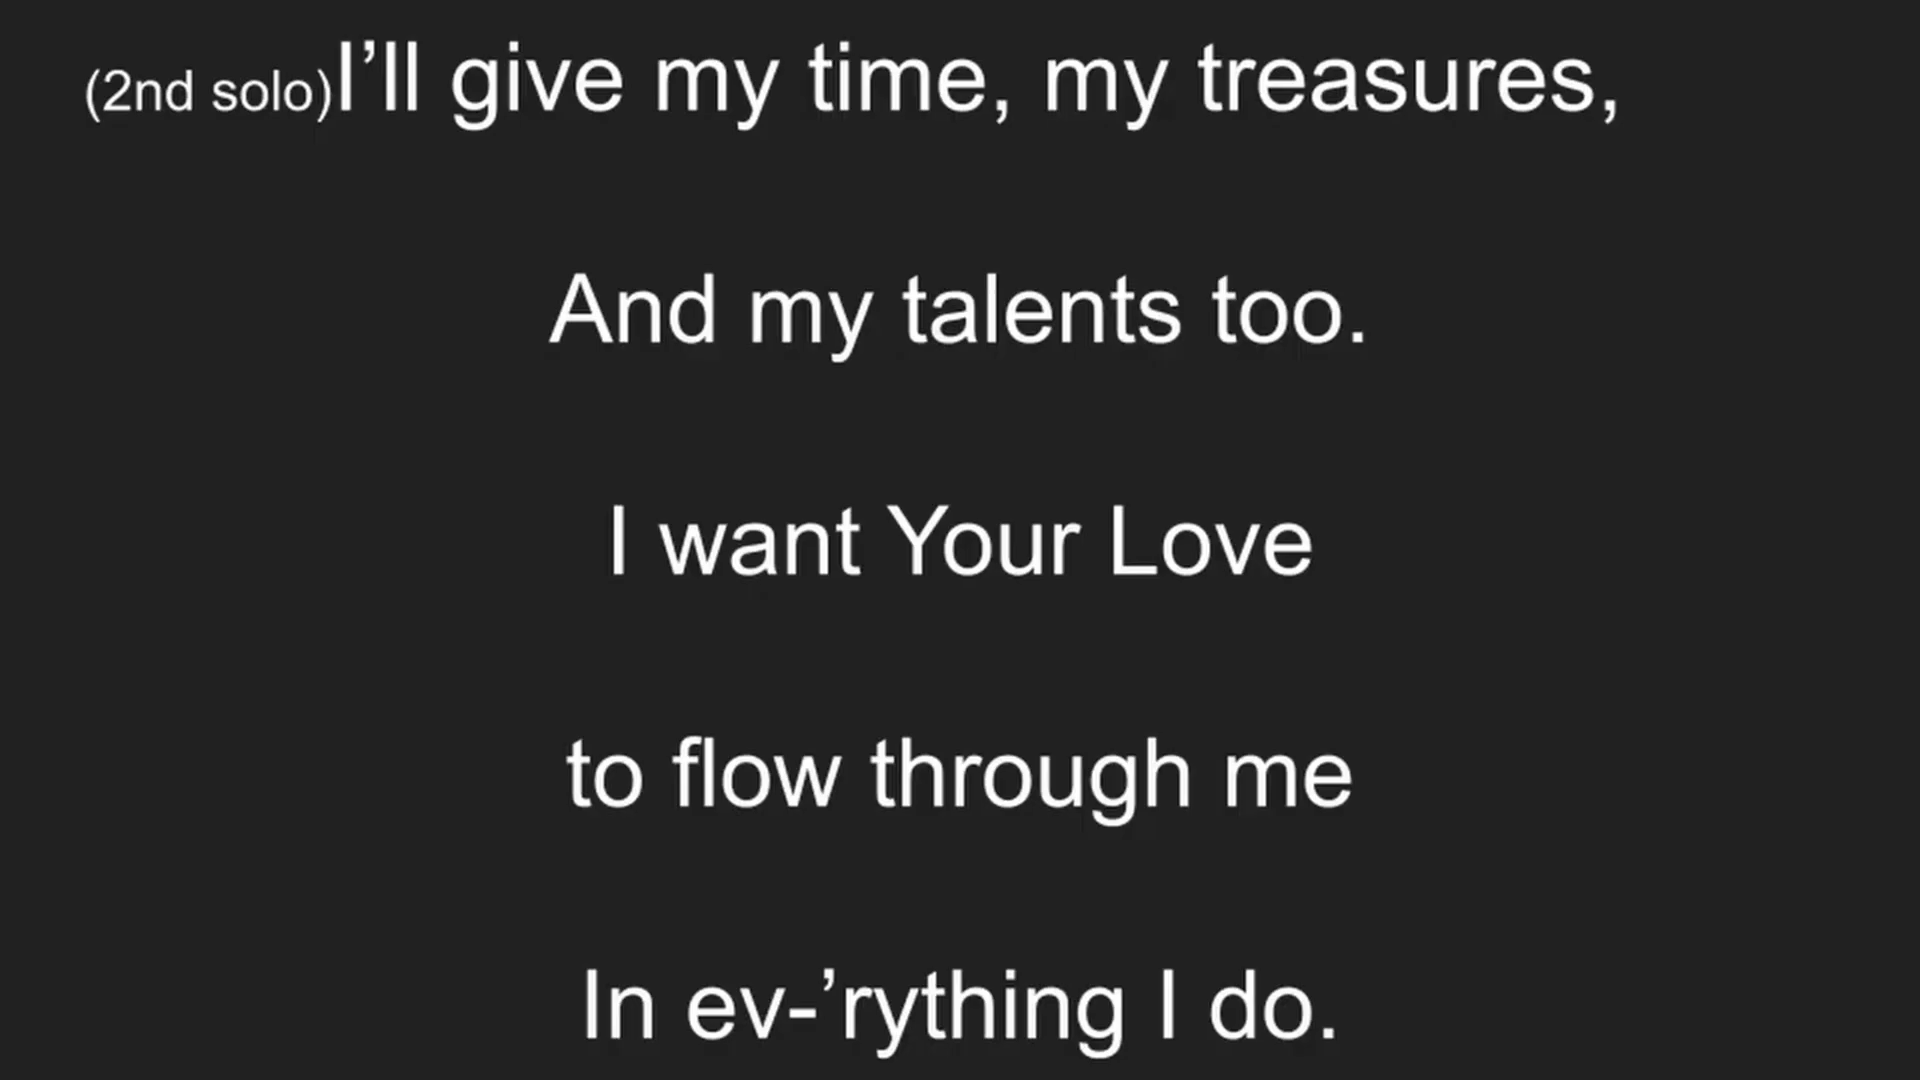 (2nd solo)I’ll give my time, my treasures,
And my talents too.
I want Your Love
to flow through me
In ev-’rything I do.